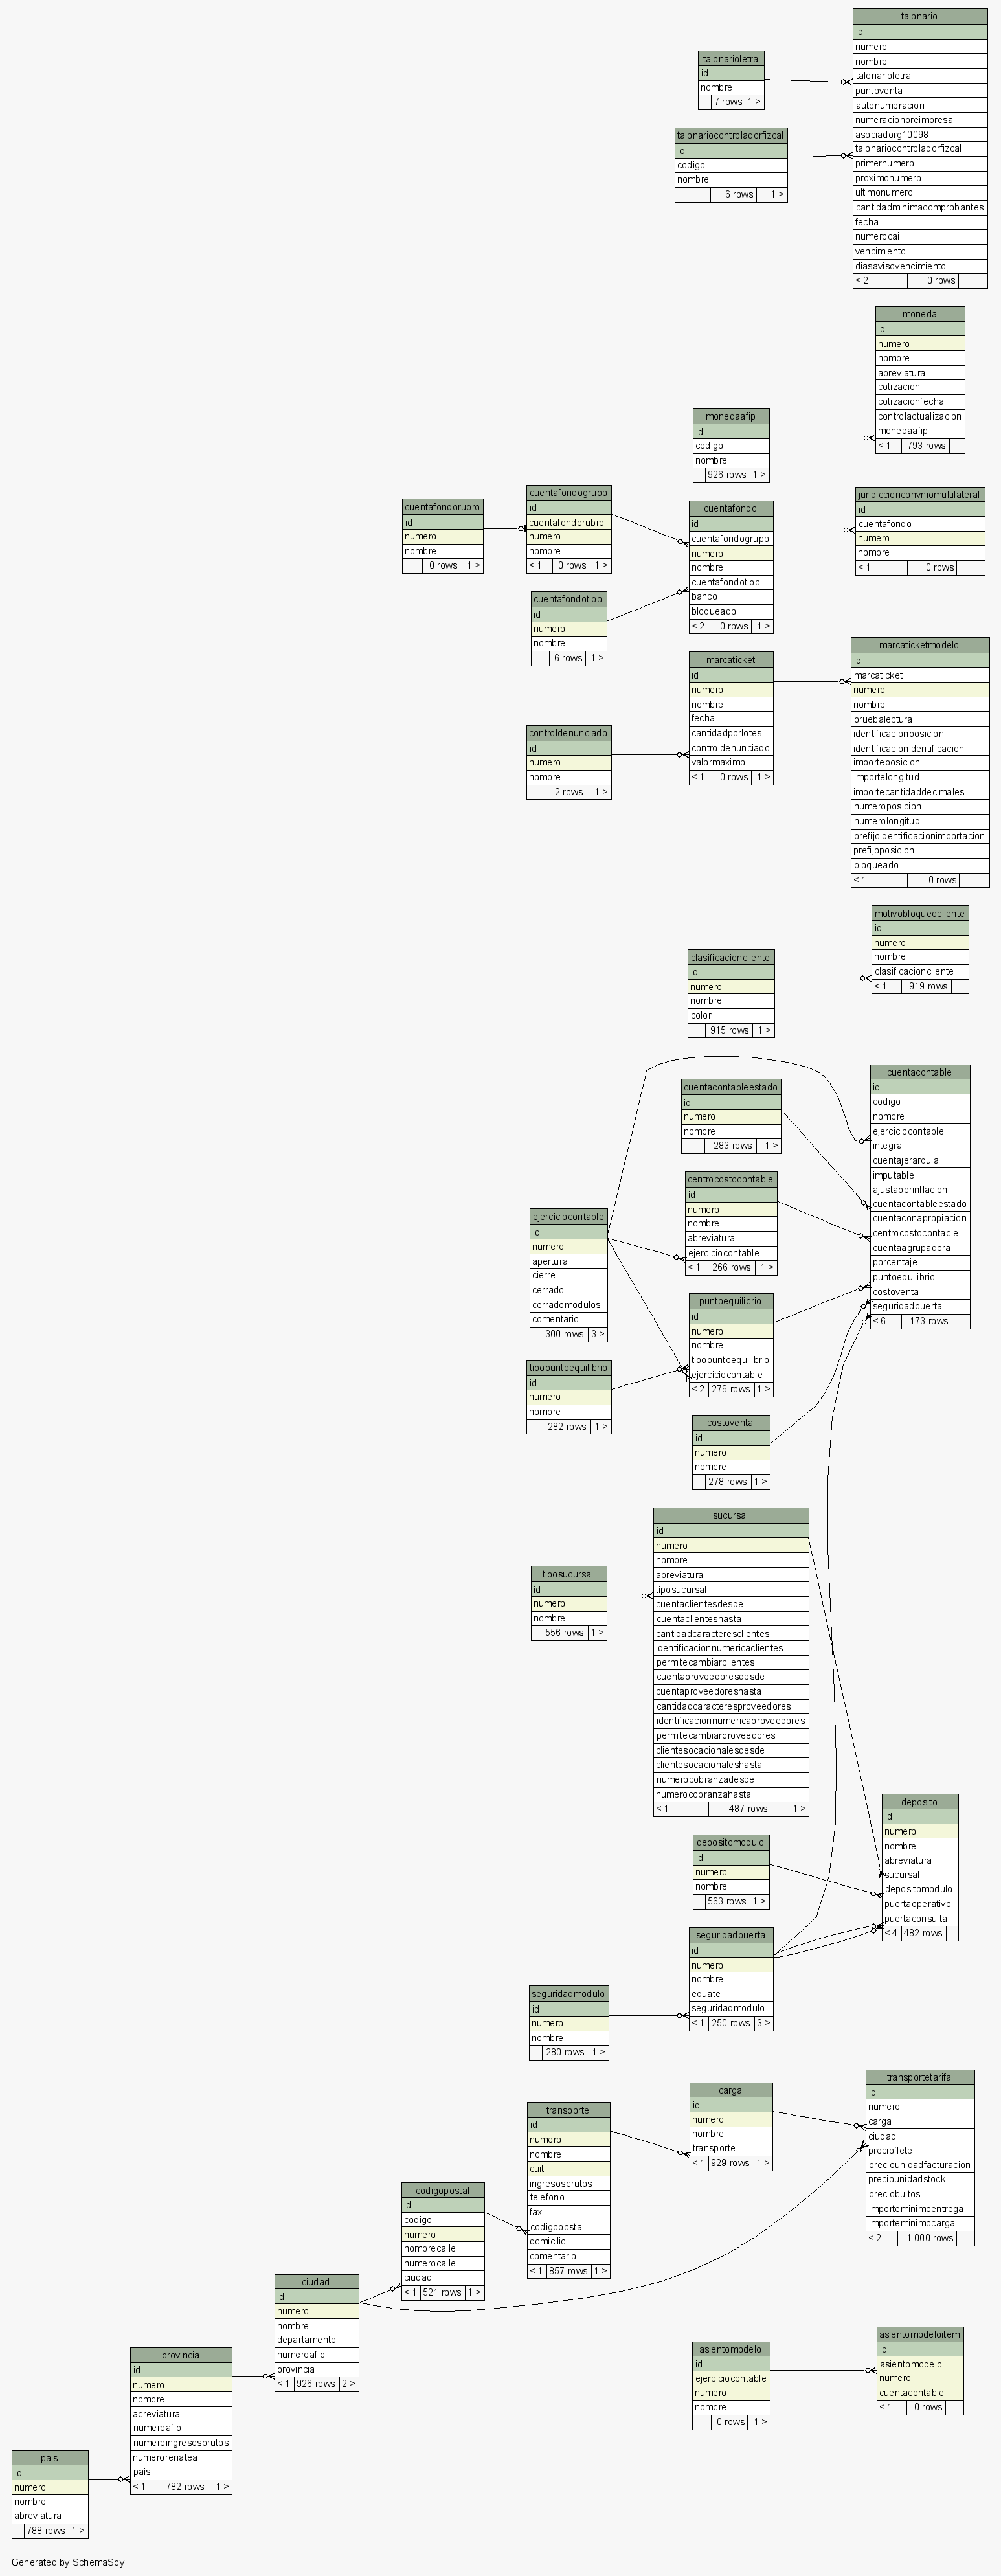 talonario
id
numero
nombre
talonarioletra
puntoventa
autonumeracion
numeracionpreimpresa
asociadorg10098
talonariocontroladorfizcal
primernumero
proximonumero
ultimonumero
cantidadminimacomprobantes
fecha
numerocai
vencimiento
diasavisovencimiento
< 2 0 rows
talonarioletra
id
nombre
7 rows 1 >
talonariocontroladorfizcal
id
codigo
nombre
6 rows 1 >
moneda
id
numero
nombre
abreviatura
cotizacion
cotizacionfecha
controlactualizacion
monedaafip
< 1 793 rows
monedaafip
id
codigo
nombre
926 rows 1 >
cuentafondorubro
id
numero
nombre
0 rows 1 >
cuentafondogrupo
id
cuentafondorubro
numero
nombre
< 1 0 rows 1 >
cuentafondo
id
cuentafondogrupo
numero
nombre
cuentafondotipo
banco
bloqueado
< 2 0 rows 1 >
juridiccionconvniomultilateral
id
cuentafondo
numero
nombre
< 1 0 rows
cuentafondotipo
id
numero
nombre
6 rows 1 >
marcaticket
id
numero
nombre
fecha
cantidadporlotes
controldenunciado
valormaximo
< 1 0 rows 1 >
marcaticketmodelo
id
marcaticket
numero
nombre
pruebalectura
identificacionposicion
identificacionidentificacion
importeposicion
importelongitud
importecantidaddecimales
numeroposicion
numerolongitud
prefijoidentificacionimportacion
prefijoposicion
bloqueado
< 1 0 rows
controldenunciado
id
numero
nombre
2 rows 1 >
motivobloqueocliente
id
numero
nombre
clasificacioncliente
< 1 919 rows
clasificacioncliente
id
numero
nombre
color
915 rows 1 >
cuentacontable
id
codigo
nombre
ejerciciocontable
integra
cuentajerarquia
imputable
ajustaporinflacion
cuentacontableestado
cuentaconapropiacion
centrocostocontable
cuentaagrupadora
porcentaje
puntoequilibrio
costoventa
seguridadpuerta
< 6 173 rows
cuentacontableestado
id
numero
nombre
283 rows 1 >
centrocostocontable
id
numero
nombre
abreviatura
ejerciciocontable
< 1 266 rows 1 >
ejerciciocontable
id
numero
apertura
cierre
cerrado
cerradomodulos
comentario
300 rows 3 >
puntoequilibrio
id
numero
nombre
tipopuntoequilibrio
ejerciciocontable
< 2 276 rows 1 >
tipopuntoequilibrio
id
numero
nombre
282 rows 1 >
costoventa
id
numero
nombre
278 rows 1 >
sucursal
id
numero
nombre
abreviatura
tiposucursal
cuentaclientesdesde
cuentaclienteshasta
cantidadcaracteresclientes
identificacionnumericaclientes
permitecambiarclientes
cuentaproveedoresdesde
cuentaproveedoreshasta
cantidadcaracteresproveedores
identificacionnumericaproveedores
permitecambiarproveedores
clientesocacionalesdesde
clientesocacionaleshasta
numerocobranzadesde
numerocobranzahasta
< 1 487 rows 1 >
tiposucursal
id
numero
nombre
556 rows 1 >
deposito
id
numero
nombre
abreviatura
sucursal
depositomodulo
puertaoperativo
puertaconsulta
< 4 482 rows
depositomodulo
id
numero
nombre
563 rows 1 >
seguridadpuerta
id
numero
nombre
equate
seguridadmodulo
< 1 250 rows 3 >
seguridadmodulo
id
numero
nombre
280 rows 1 >
transportetarifa
id
numero
carga
ciudad
precioflete
preciounidadfacturacion
preciounidadstock
preciobultos
importeminimoentrega
importeminimocarga
< 2 1.000 rows
carga
id
numero
nombre
transporte
< 1 929 rows 1 >
transporte
id
numero
nombre
cuit
ingresosbrutos
telefono
fax
codigopostal
domicilio
comentario
< 1 857 rows 1 >
codigopostal
id
codigo
numero
nombrecalle
numerocalle
ciudad
< 1 521 rows 1 >
ciudad
id
numero
nombre
departamento
numeroafip
provincia
< 1 926 rows 2 >
provincia
id
numero
nombre
abreviatura
numeroafip
numeroingresosbrutos
numerorenatea
pais
< 1 782 rows 1 >
pais
id
numero
nombre
abreviatura
788 rows 1 >
asientomodelo
id
ejerciciocontable
numero
nombre
0 rows 1 >
asientomodeloitem
id
asientomodelo
numero
cuentacontable
< 1 0 rows
Generated by SchemaSpy